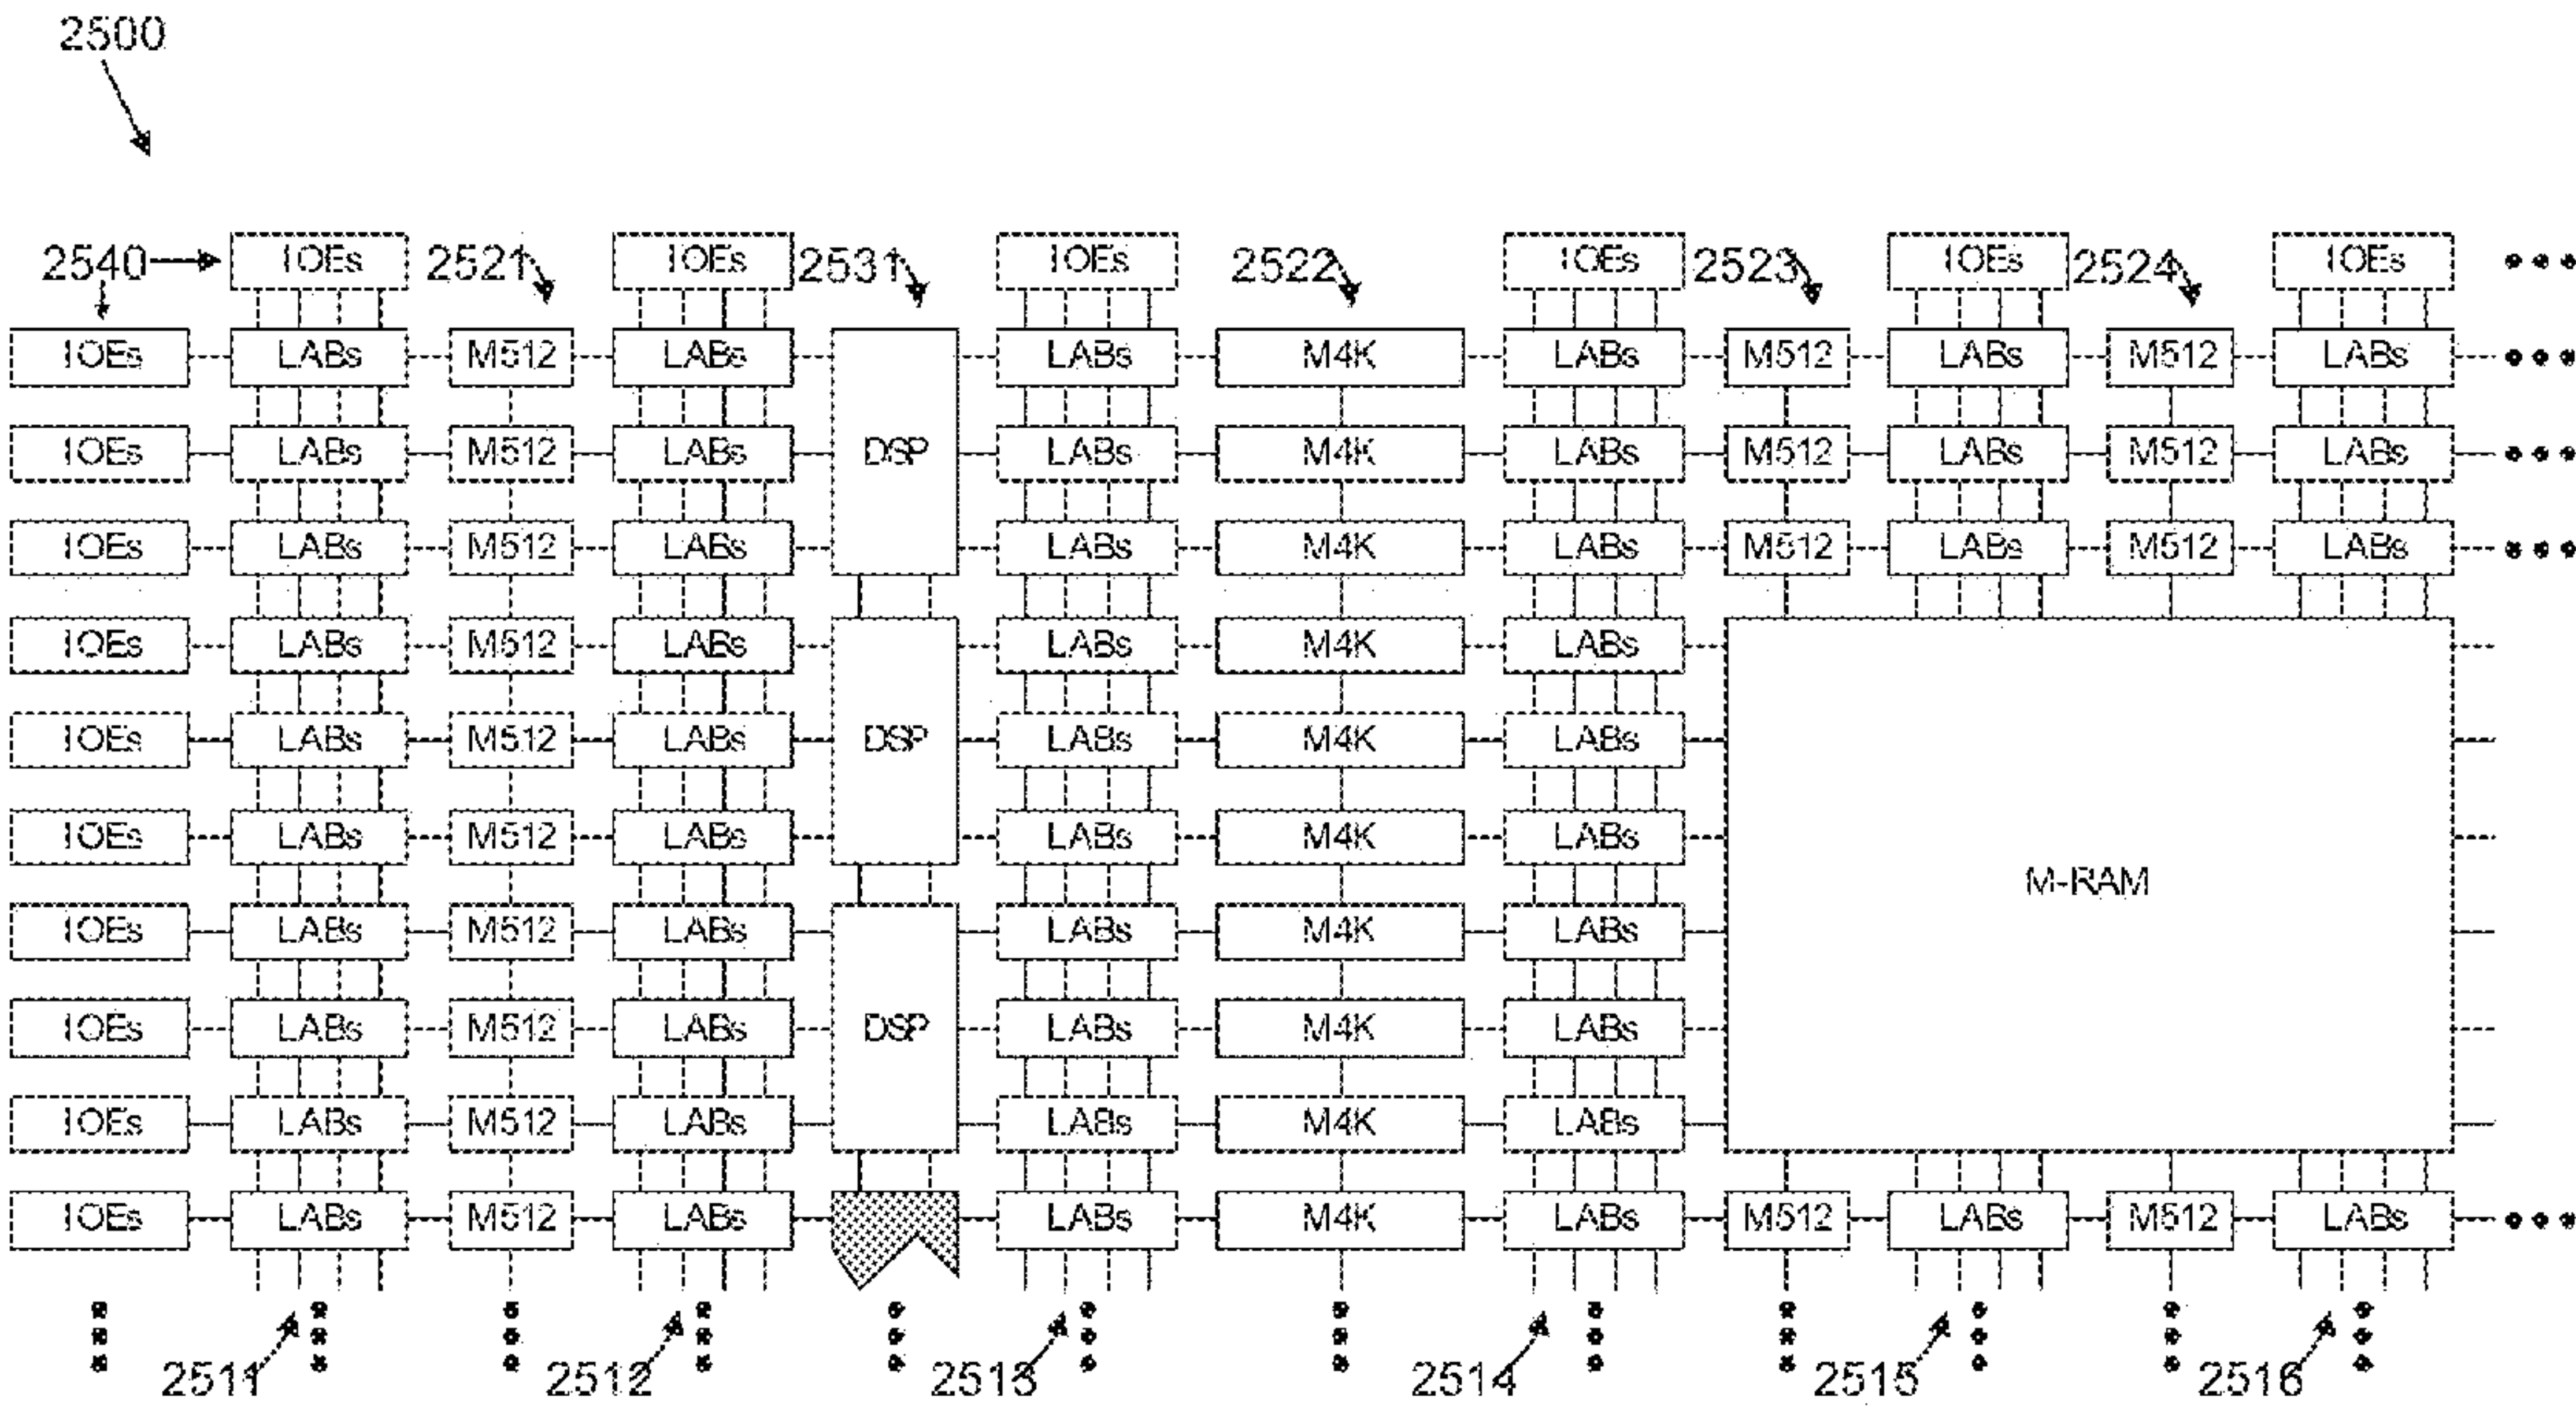 2500
2540 IOEs 2521 IOEs 2531 IOEs 2522 IOEs 2523 IOEs 2524 IOEs
IOEs LABs M512 LABs LABs M4K LABs M512 LABs M512 LABs
IOEs LABs M512 LABs DSP LABs M4K LABs M512 LABs M512 LABs
IOEs LABs M512 LABs LABs M4K LABs M512 LABs M512 LABs
IOEs LABs M512 LABs LABs M4K LABs
IOEs LABs M512 LABs DSP LABs M4K LABs
IOEs LABs M512 LABs LABs M4K LABs
M-RAM
IOEs LABs M512 LABs LABs M4K LABs
IOEs LABs M512 LABs DSP LABs M4K LABs
IOEs LABs M512 LABs LABs M4K LABs
IOEs LABs M512 LABs LABs M4K LABs M512 LABs M512 LABs
2511 2512 2513 2514 2515 2516